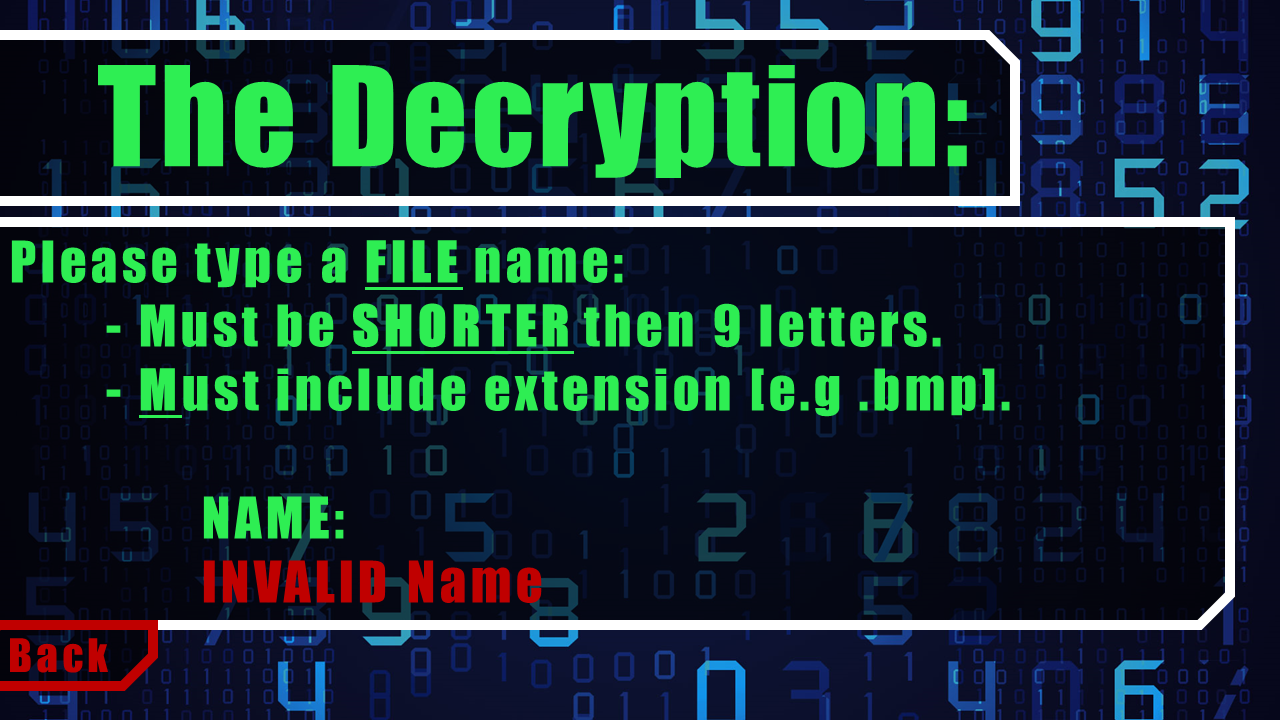 The Decryption:
Please type a FILE name:
- Must be SHORTER then 9 letters.
- Must include extension [e.g .bmp].
NAME:
INVALID Name
Back